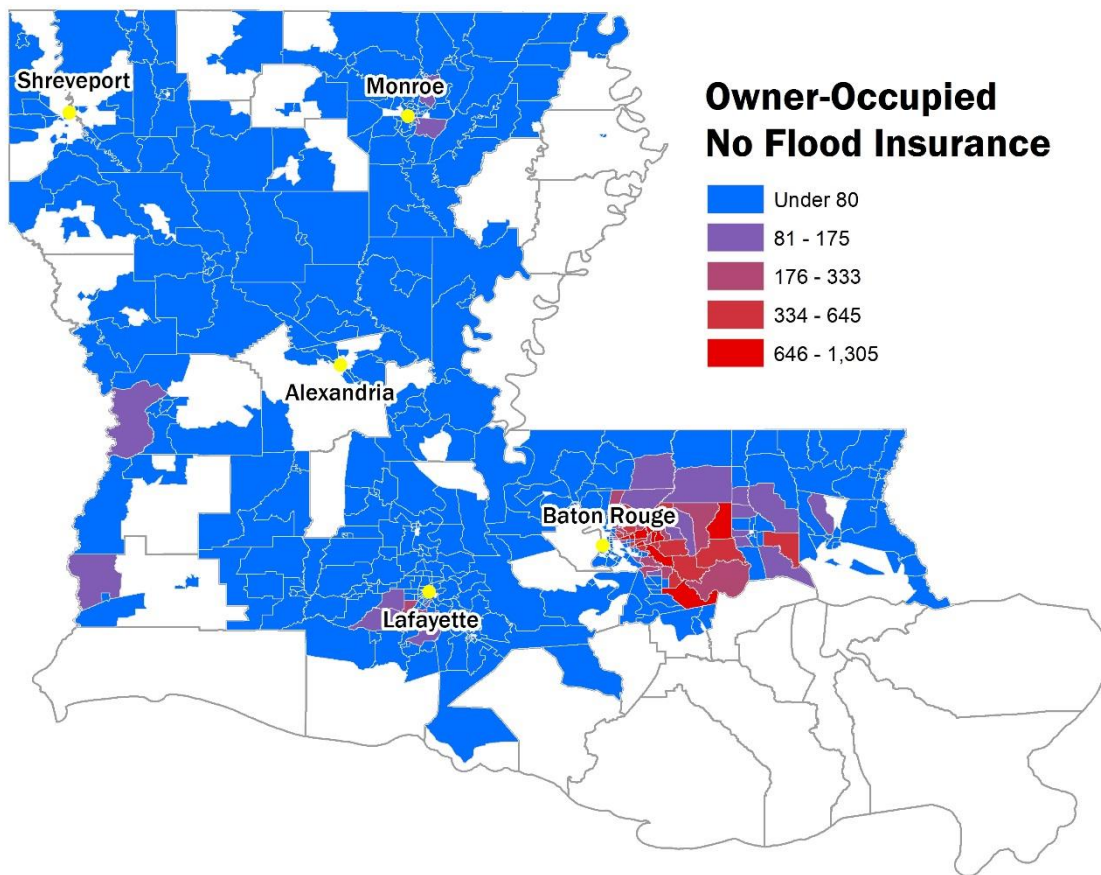 Shreveport
Monroe
Owner-Occupied
No Flood Insurance
Under 80
81 - 175
176 - 333
334 - 645
646 - 1,305
Alexandria
Baton Rouge
Lafayette